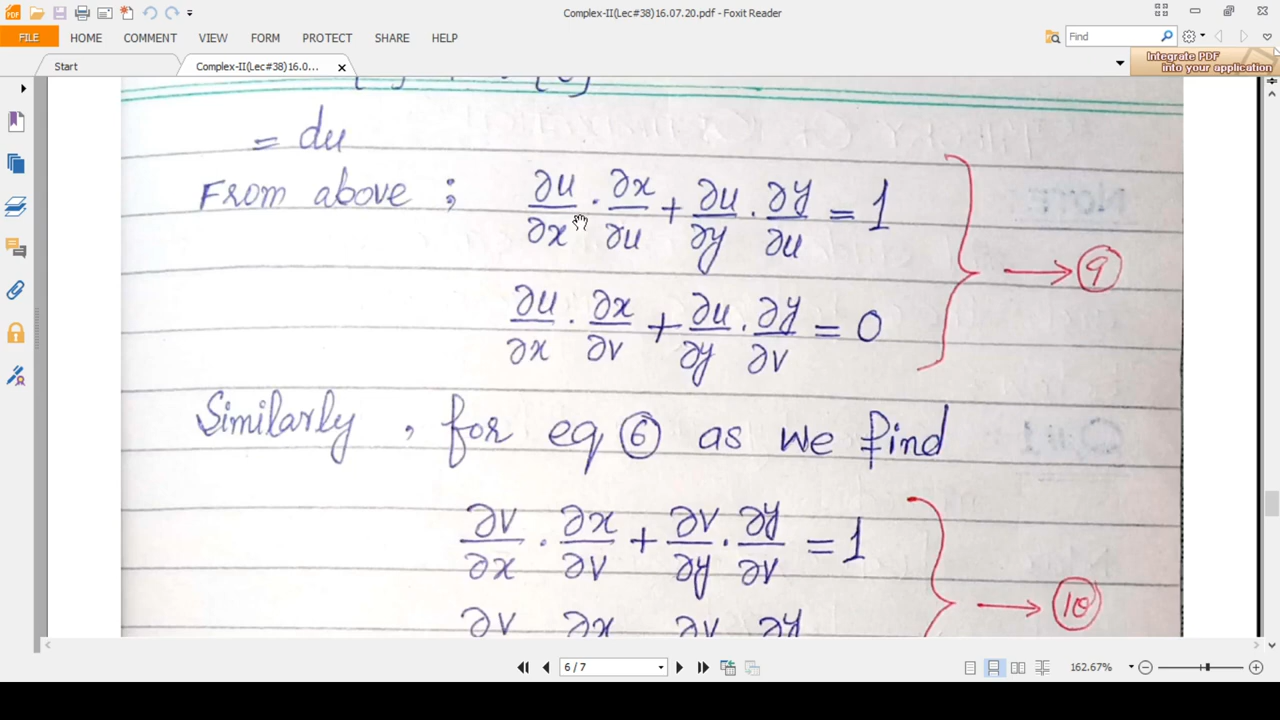 Complex-II(Lec#38)16.07.20.pdf - Foxit Reader
FILE HOME COMMENT VIEW FORM PROTECT SHARE HELP
Find
Integrate PDF
into your application
Start Complex-II(Lec#38)16.0...
= du
From above ; ∂u/∂x · ∂x/∂u + ∂u/∂y · ∂y/∂u = 1
→ 9
∂u/∂x · ∂x/∂v + ∂u/∂y · ∂y/∂v = 0
Similarly, for eq 6 as we find
∂v/∂x · ∂x/∂v + ∂v/∂y · ∂y/∂v = 1
→ 10
∂v ∂x ∂v ∂y
6 / 7
162.67%